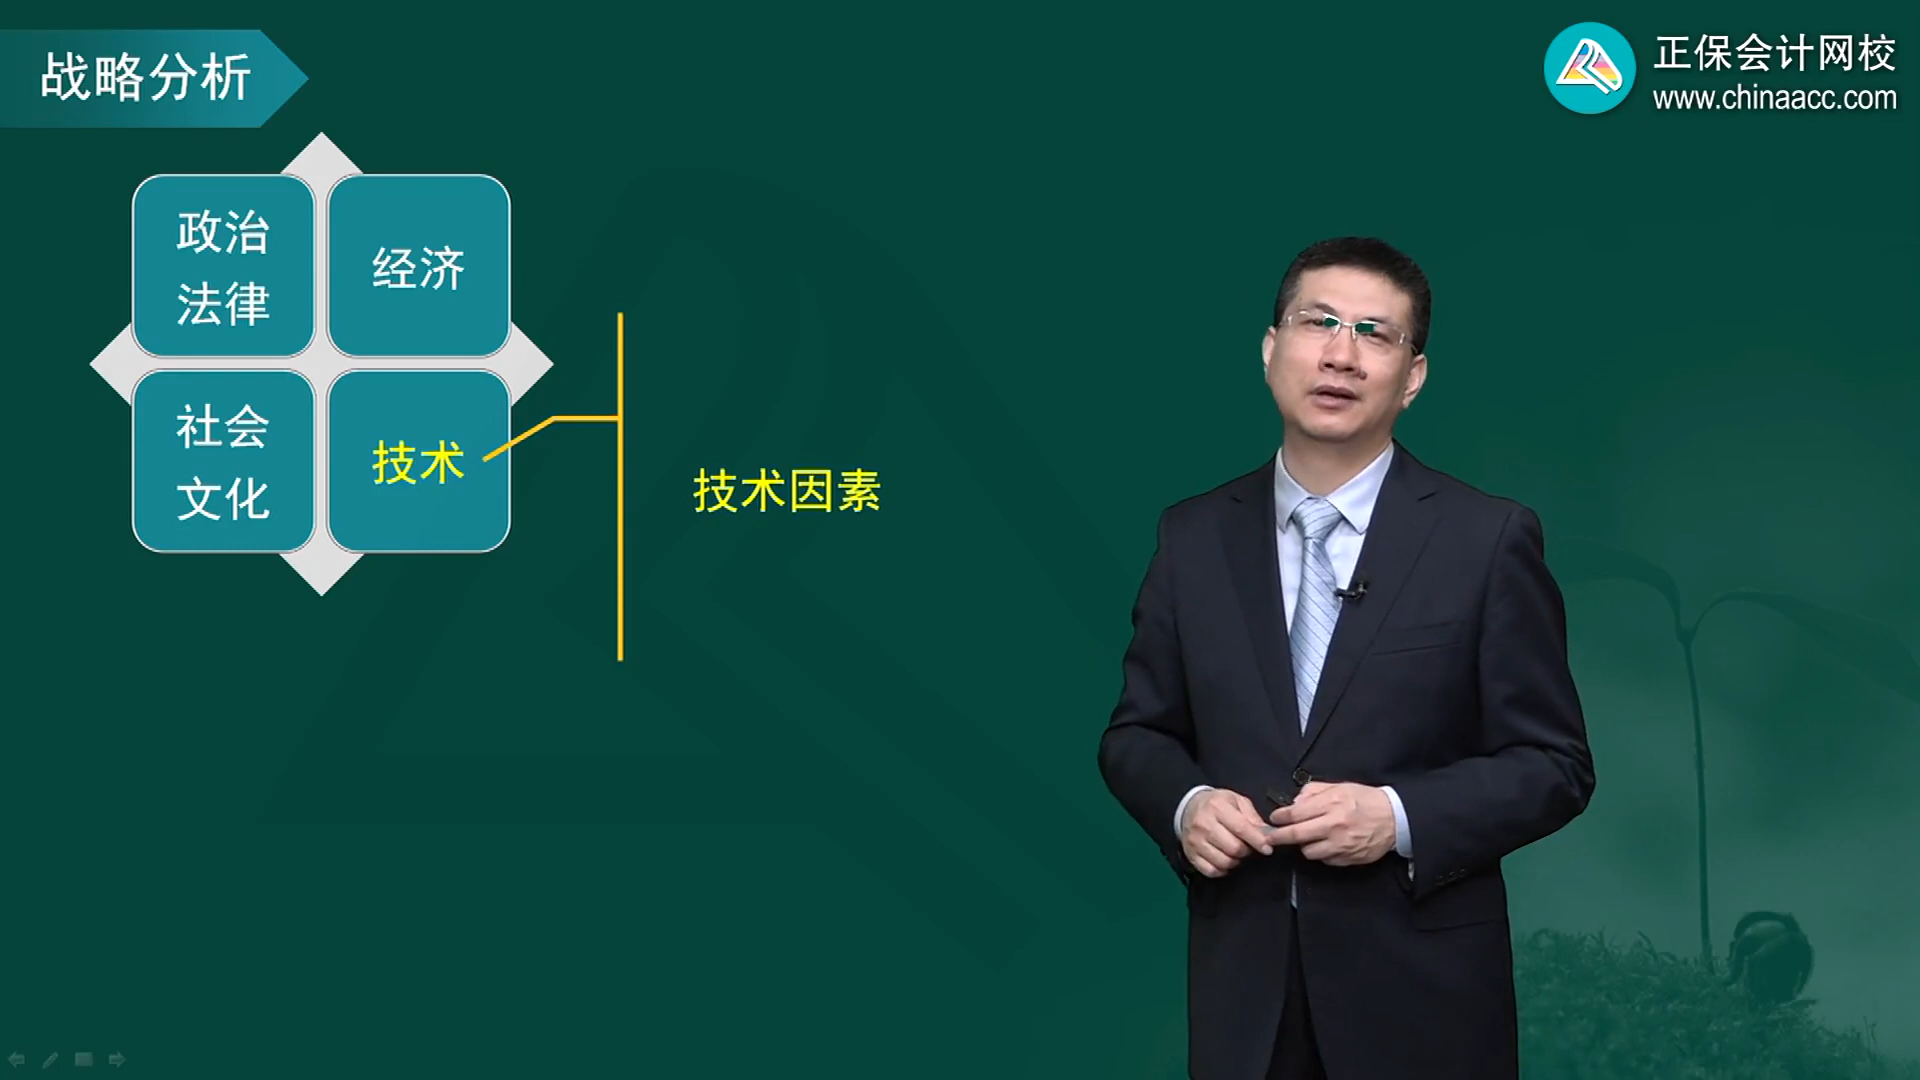 战略分析
正保会计网校
www.chinaacc.com
政治
法律
经济
社会
文化
技术
技术因素